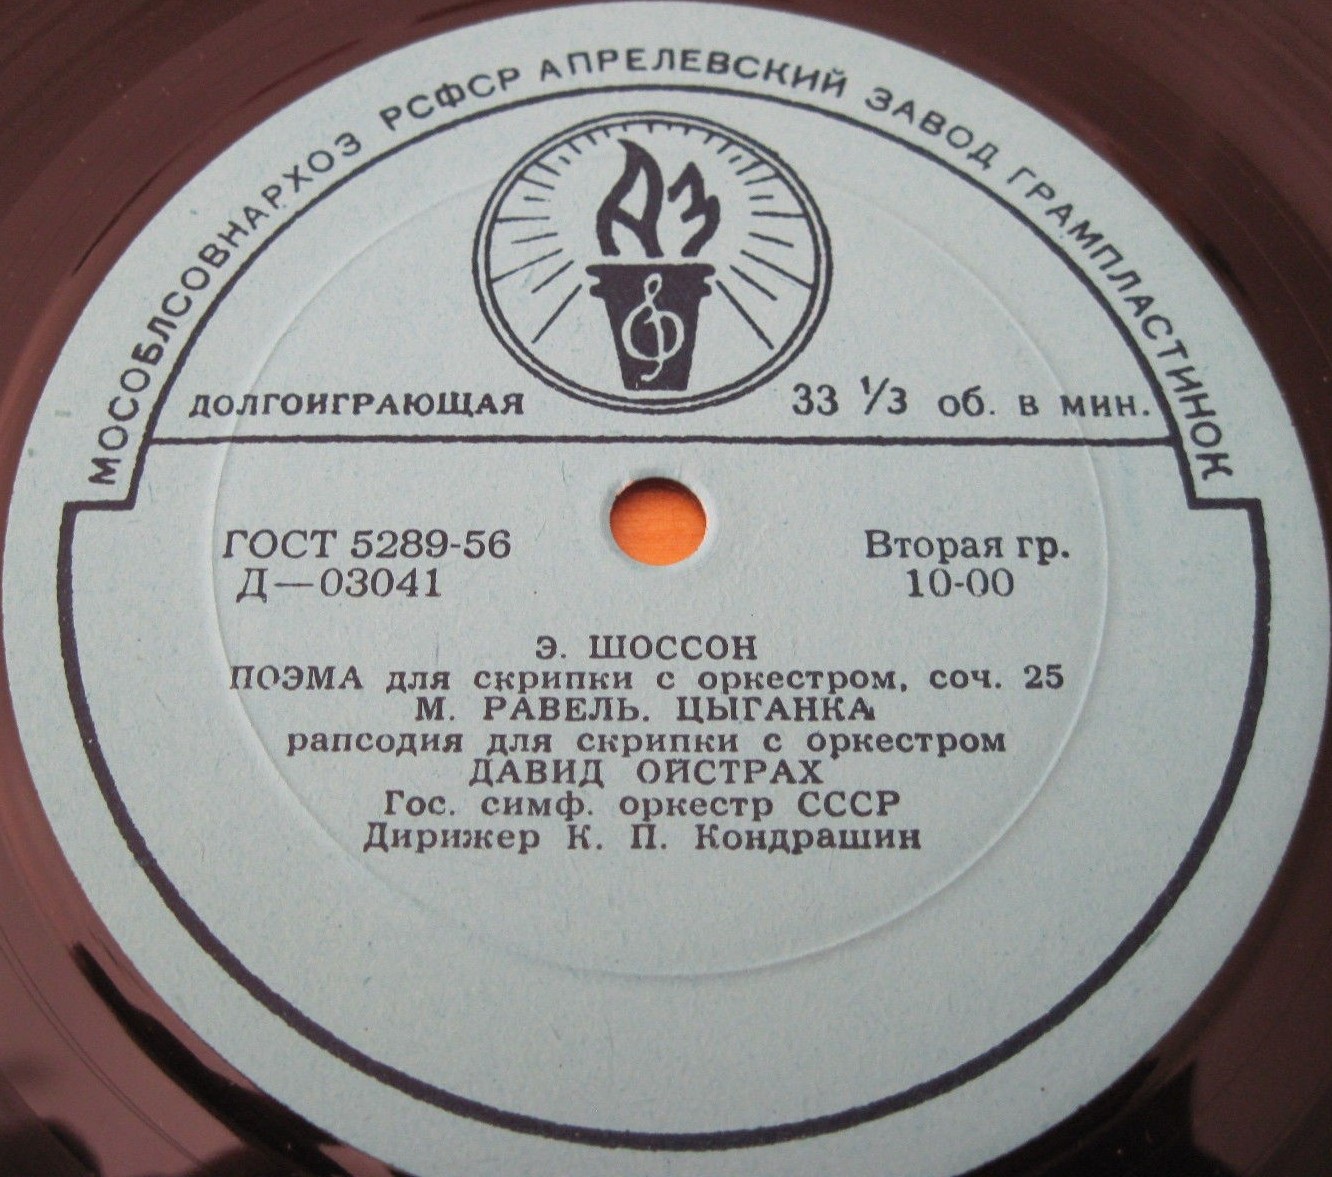 МОСОБЛСОВНАРХОЗ РСФСР АПРЕЛЕВСКИЙ ЗАВОД ГРАМПЛАСТИНОК
АЗ
ДОЛГОИГРАЮЩАЯ 33 1/3 об. в мин.
ГОСТ 5289-56 Вторая гр.
Д—03041 10-00
Э. ШОССОН
ПОЭМА для скрипки с оркестром, соч. 25
М. РАВЕЛЬ. ЦЫГАНКА
рапсодия для скрипки с оркестром
ДАВИД ОЙСТРАХ
Гос. симф. оркестр СССР
Дирижер К. П. Кондрашин